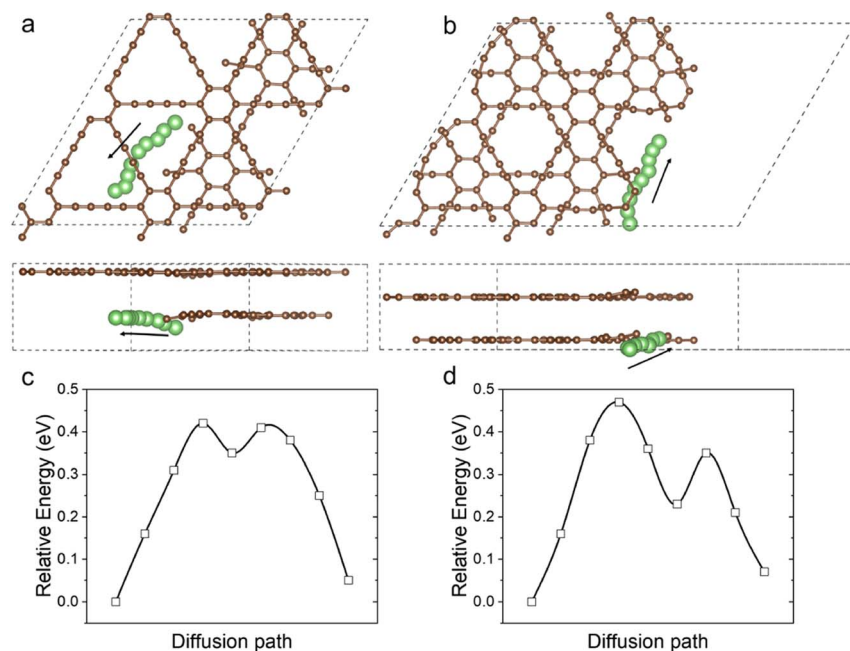 a
b
c
d
0.5
0.4
0.3
0.2
0.1
0.0
Relative Energy (eV)
Diffusion path
0.5
0.4
0.3
0.2
0.1
0.0
Relative Energy (eV)
Diffusion path